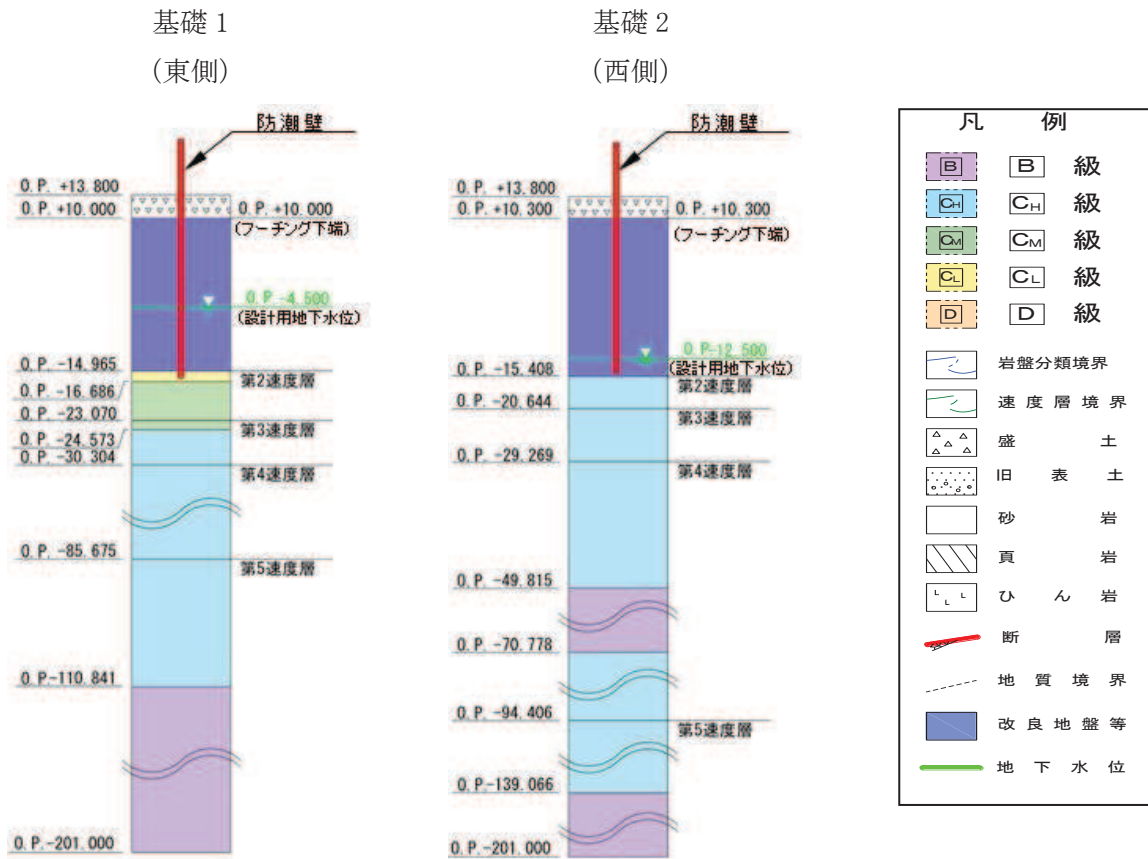 基礎1
(東側)
防潮壁
O.P. +13.800
O.P. +10.000
O.P. +10.000
(フーチング下端)
O.P. -4.500
(設計用地下水位)
O.P. -14.965
第2速度層
O.P. -16.686
O.P. -23.070
第3速度層
O.P. -24.573
O.P. -30.304
第4速度層
O.P. -85.675
第5速度層
O.P.-110.841
O.P.-201.000
基礎2
(西側)
防潮壁
O.P. +13.800
O.P. +10.300
O.P. +10.300
(フーチング下端)
O.P.-12.500
(設計用地下水位)
O.P. -15.408
第2速度層
O.P. -20.644
第3速度層
O.P. -29.269
第4速度層
O.P. -49.815
O.P. -70.778
O.P. -94.406
第5速度層
O.P.-139.066
O.P.-201.000
凡 例
B B 級
CH CH 級
CM CM 級
CL CL 級
D D 級
岩盤分類境界
速度層境界
盛土
旧表土
砂岩
頁岩
ひん岩
断層
地質境界
改良地盤等
地下水位